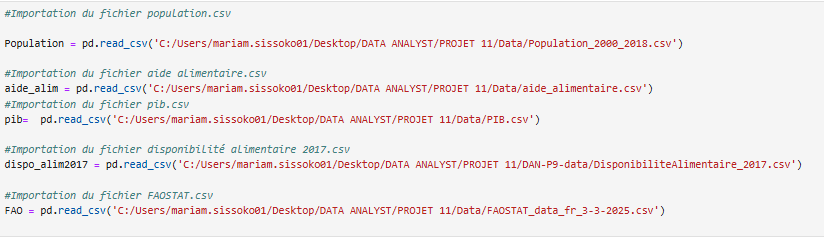 #Importation du fichier population.csv
Population = pd.read_csv('C:/Users/mariam.sissoko01/Desktop/DATA ANALYST/PROJET 11/Data/Population_2000_2018.csv')
#Importation du fichier aide alimentaire.csv
aide_alim = pd.read_csv('C:/Users/mariam.sissoko01/Desktop/DATA ANALYST/PROJET 11/Data/aide_alimentaire.csv')
#Importation du fichier pib.csv
pib=  pd.read_csv('C:/Users/mariam.sissoko01/Desktop/DATA ANALYST/PROJET 11/Data/PIB.csv')
#Importation du fichier disponibilité alimentaire 2017.csv
dispo_alim2017 = pd.read_csv('C:/Users/mariam.sissoko01/Desktop/DATA ANALYST/PROJET 11/DAN-P9-data/DisponibiliteAlimentaire_2017.csv')
#Importation du fichier FAOSTAT.csv
FAO = pd.read_csv('C:/Users/mariam.sissoko01/Desktop/DATA ANALYST/PROJET 11/Data/FAOSTAT_data_fr_3-3-2025.csv')